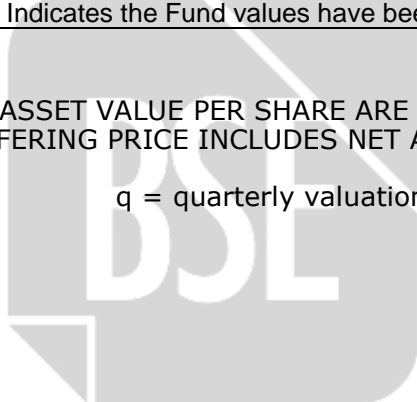 Indicates the Fund values have bee
ASSET VALUE PER SHARE ARE
FERING PRICE INCLUDES NET A
q = quarterly valuation
BSE